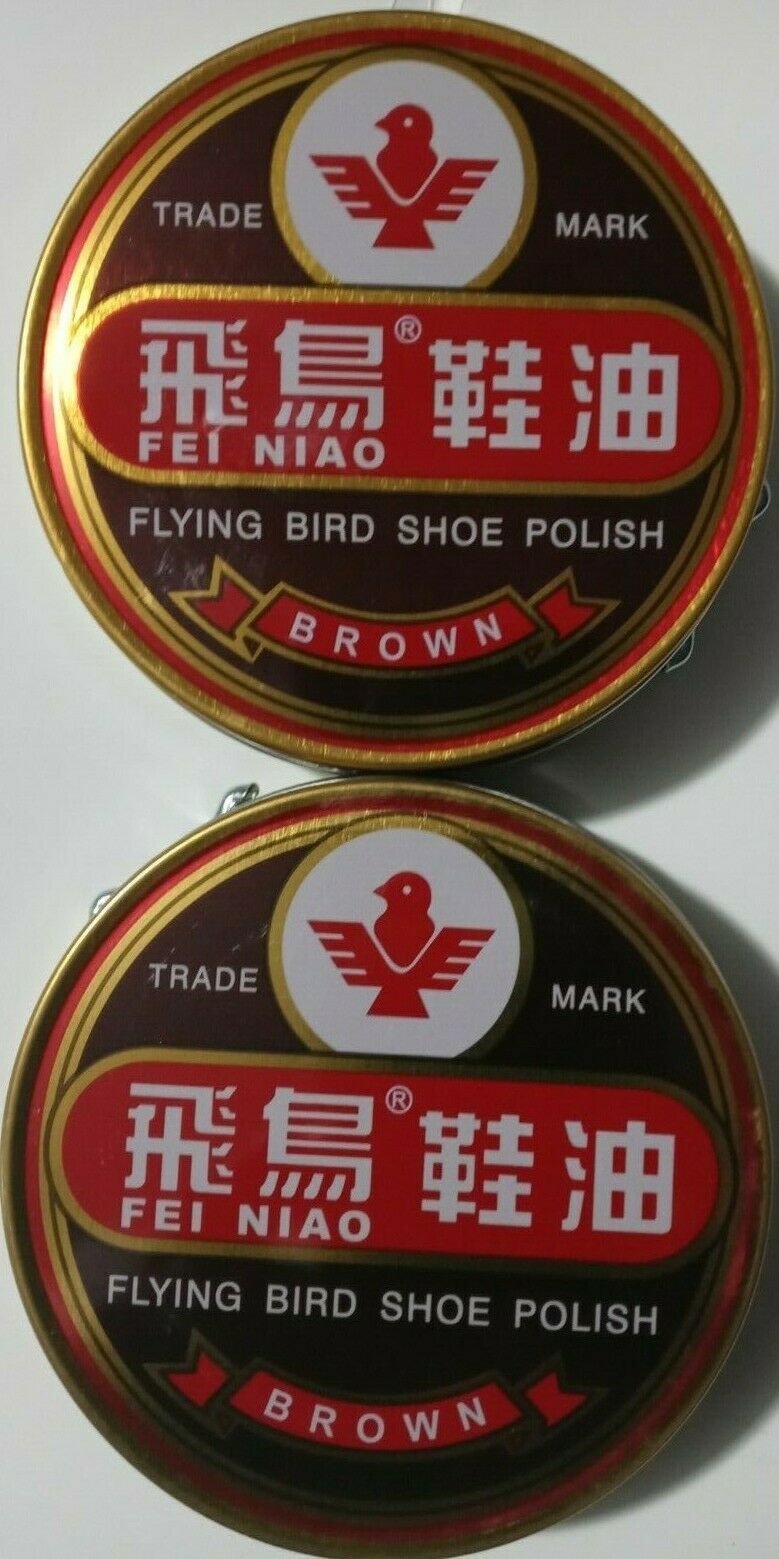 TRADE MARK
飛鳥® 鞋油
FEI NIAO
FLYING BIRD SHOE POLISH
BROWN
TRADE MARK
飛鳥® 鞋油
FEI NIAO
FLYING BIRD SHOE POLISH
BROWN